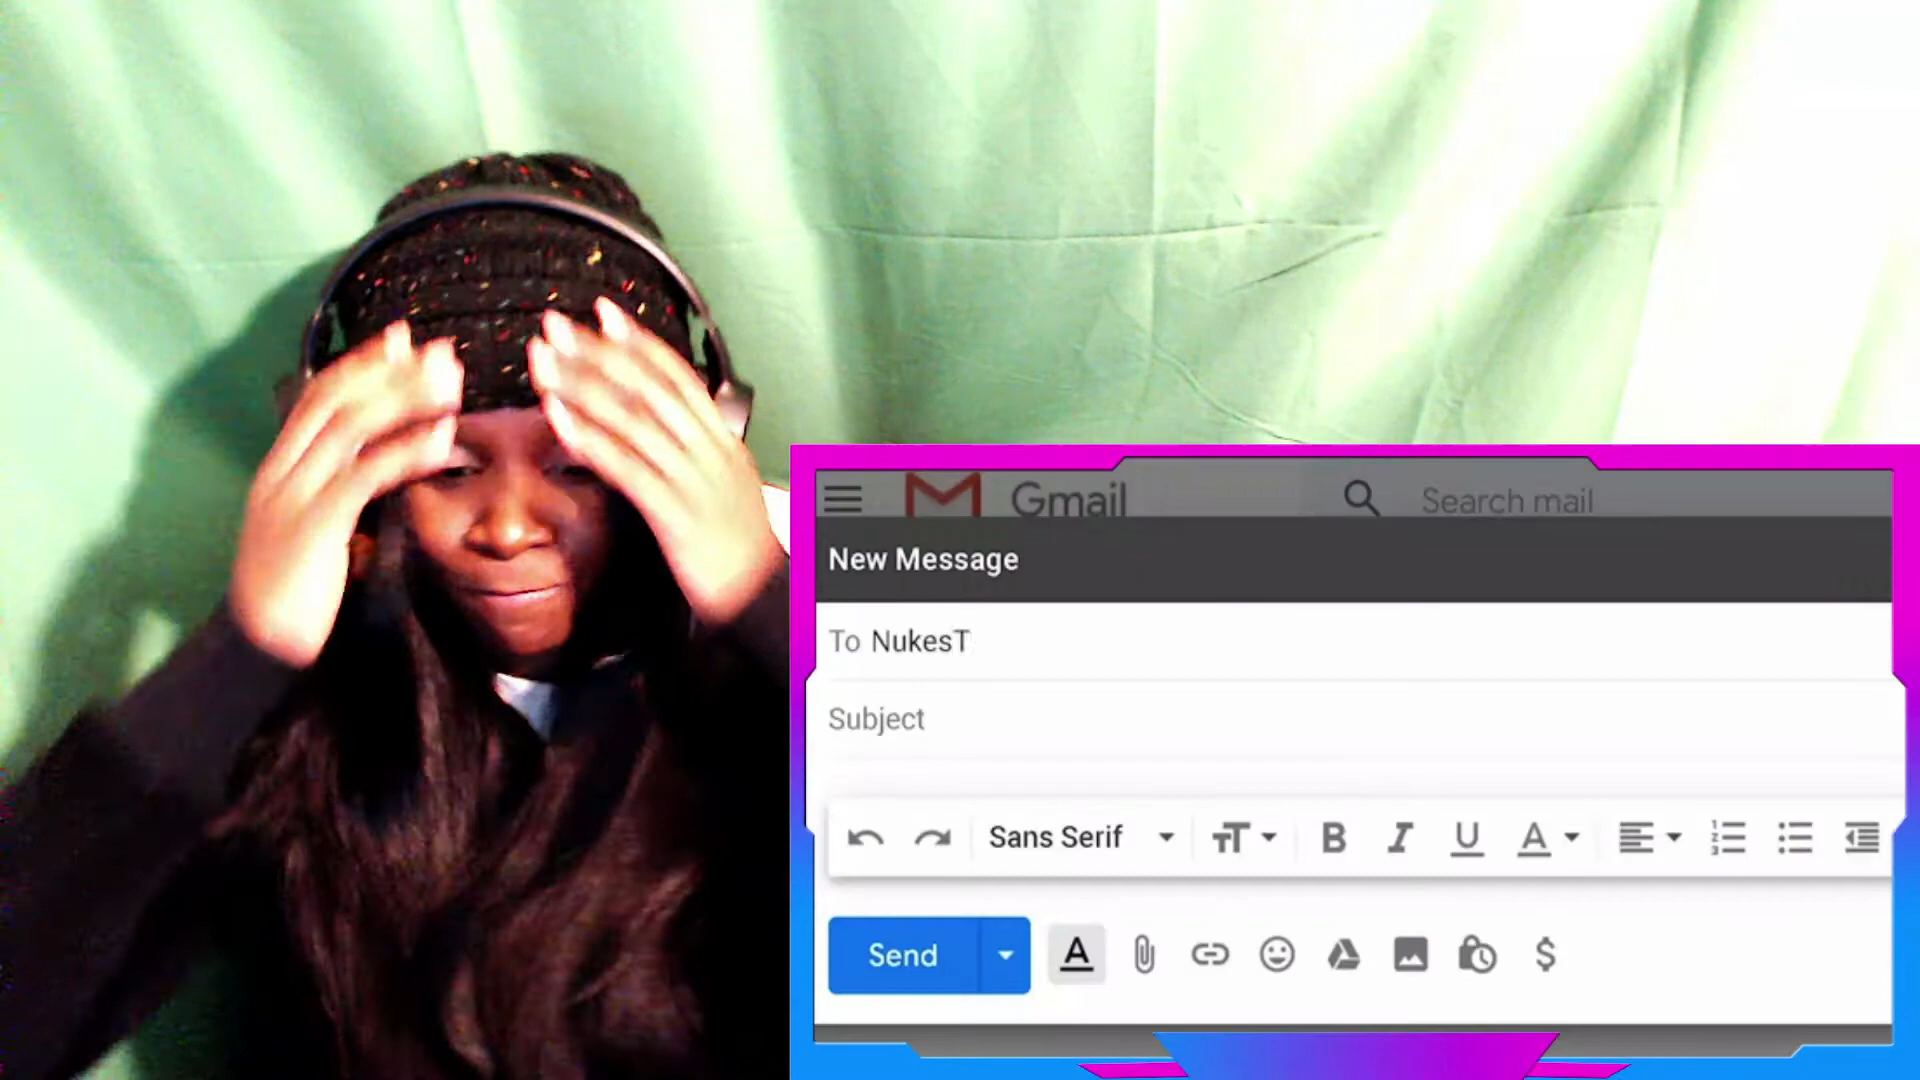 Gmail Search mail
New Message
To NukesT
Subject
Sans Serif
Send